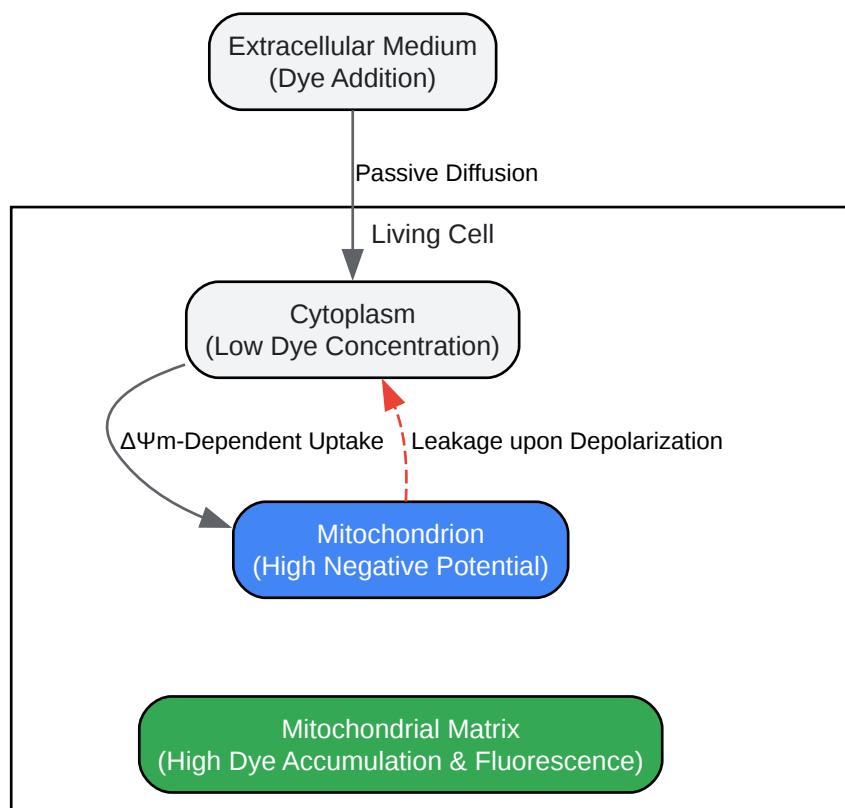 Extracellular Medium
(Dye Addition)
Passive Diffusion
Living Cell
Cytoplasm
(Low Dye Concentration)
ΔΨm-Dependent Uptake
Leakage upon Depolarization
Mitochondrion
(High Negative Potential)
Mitochondrial Matrix
(High Dye Accumulation & Fluorescence)